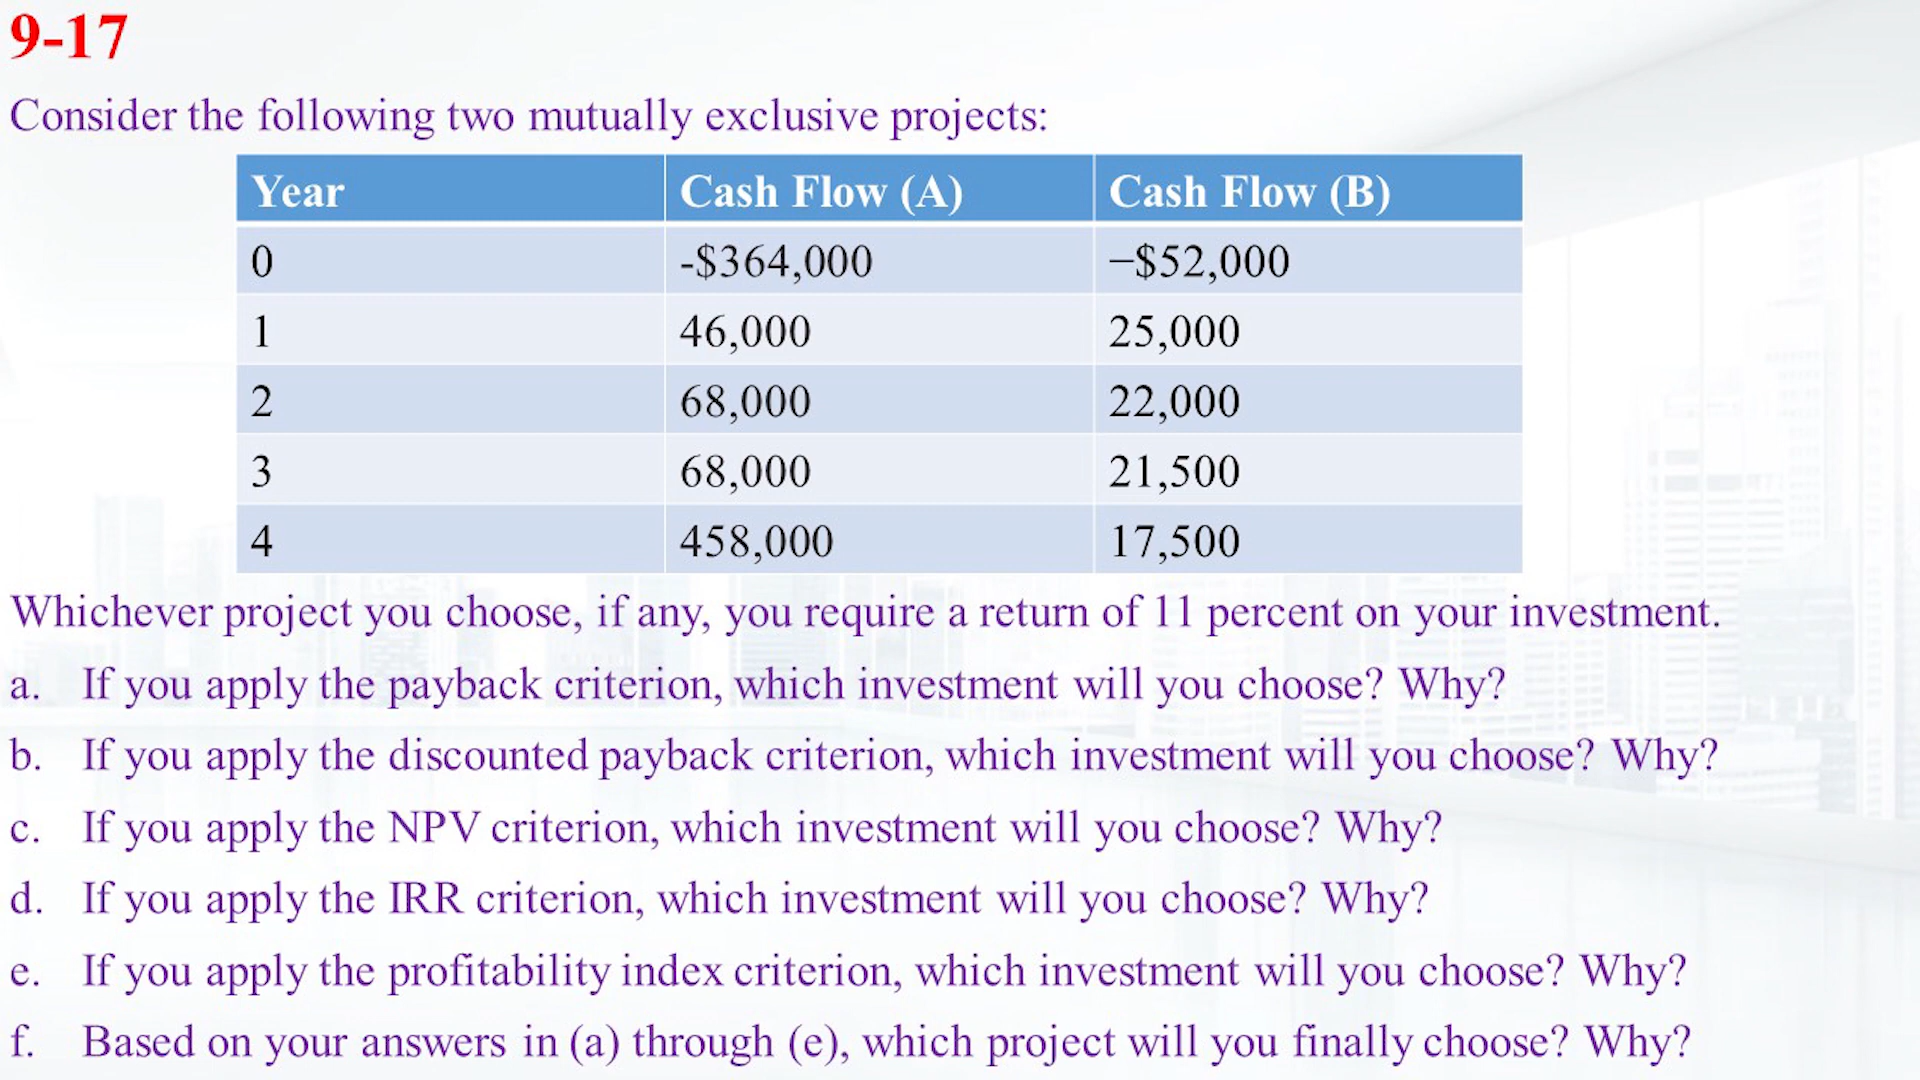 9-17
Consider the following two mutually exclusive projects:
Year Cash Flow (A) Cash Flow (B)
0 -$364,000 −$52,000
1 46,000 25,000
2 68,000 22,000
3 68,000 21,500
4 458,000 17,500
Whichever project you choose, if any, you require a return of 11 percent on your investment.
a. If you apply the payback criterion, which investment will you choose? Why?
b. If you apply the discounted payback criterion, which investment will you choose? Why?
c. If you apply the NPV criterion, which investment will you choose? Why?
d. If you apply the IRR criterion, which investment will you choose? Why?
e. If you apply the profitability index criterion, which investment will you choose? Why?
f. Based on your answers in (a) through (e), which project will you finally choose? Why?